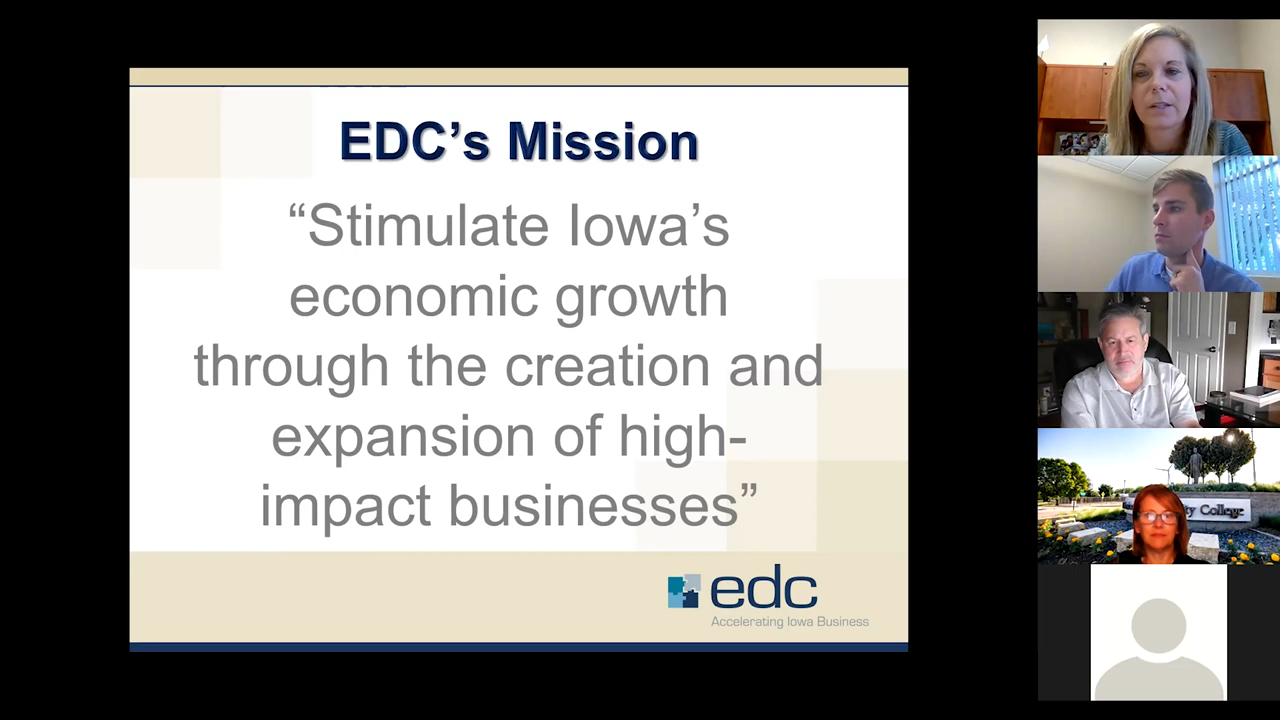 EDC’s Mission
“Stimulate Iowa’s
economic growth
through the creation and
expansion of high-
impact businesses”
edc
Accelerating Iowa Business
College